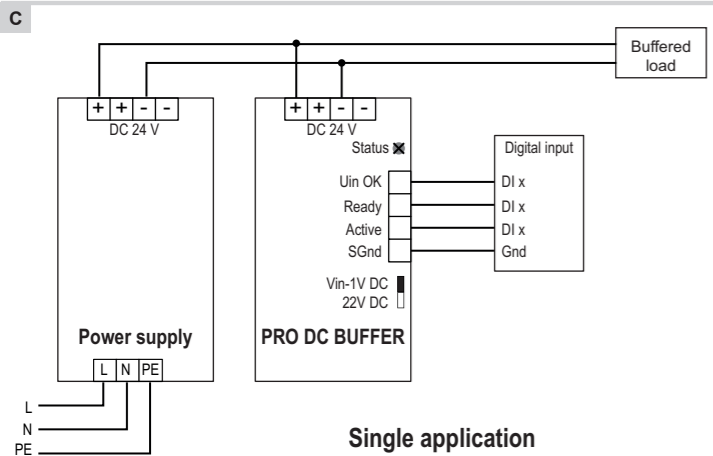 C
Buffered
load
+ + - -
DC 24 V
+ + - -
DC 24 V
Status
Digital input
Uin OK
DI x
Ready
DI x
Active
DI x
SGnd
Gnd
Vin-1V DC
22V DC
Power supply
PRO DC BUFFER
L N PE
L
N
PE
Single application